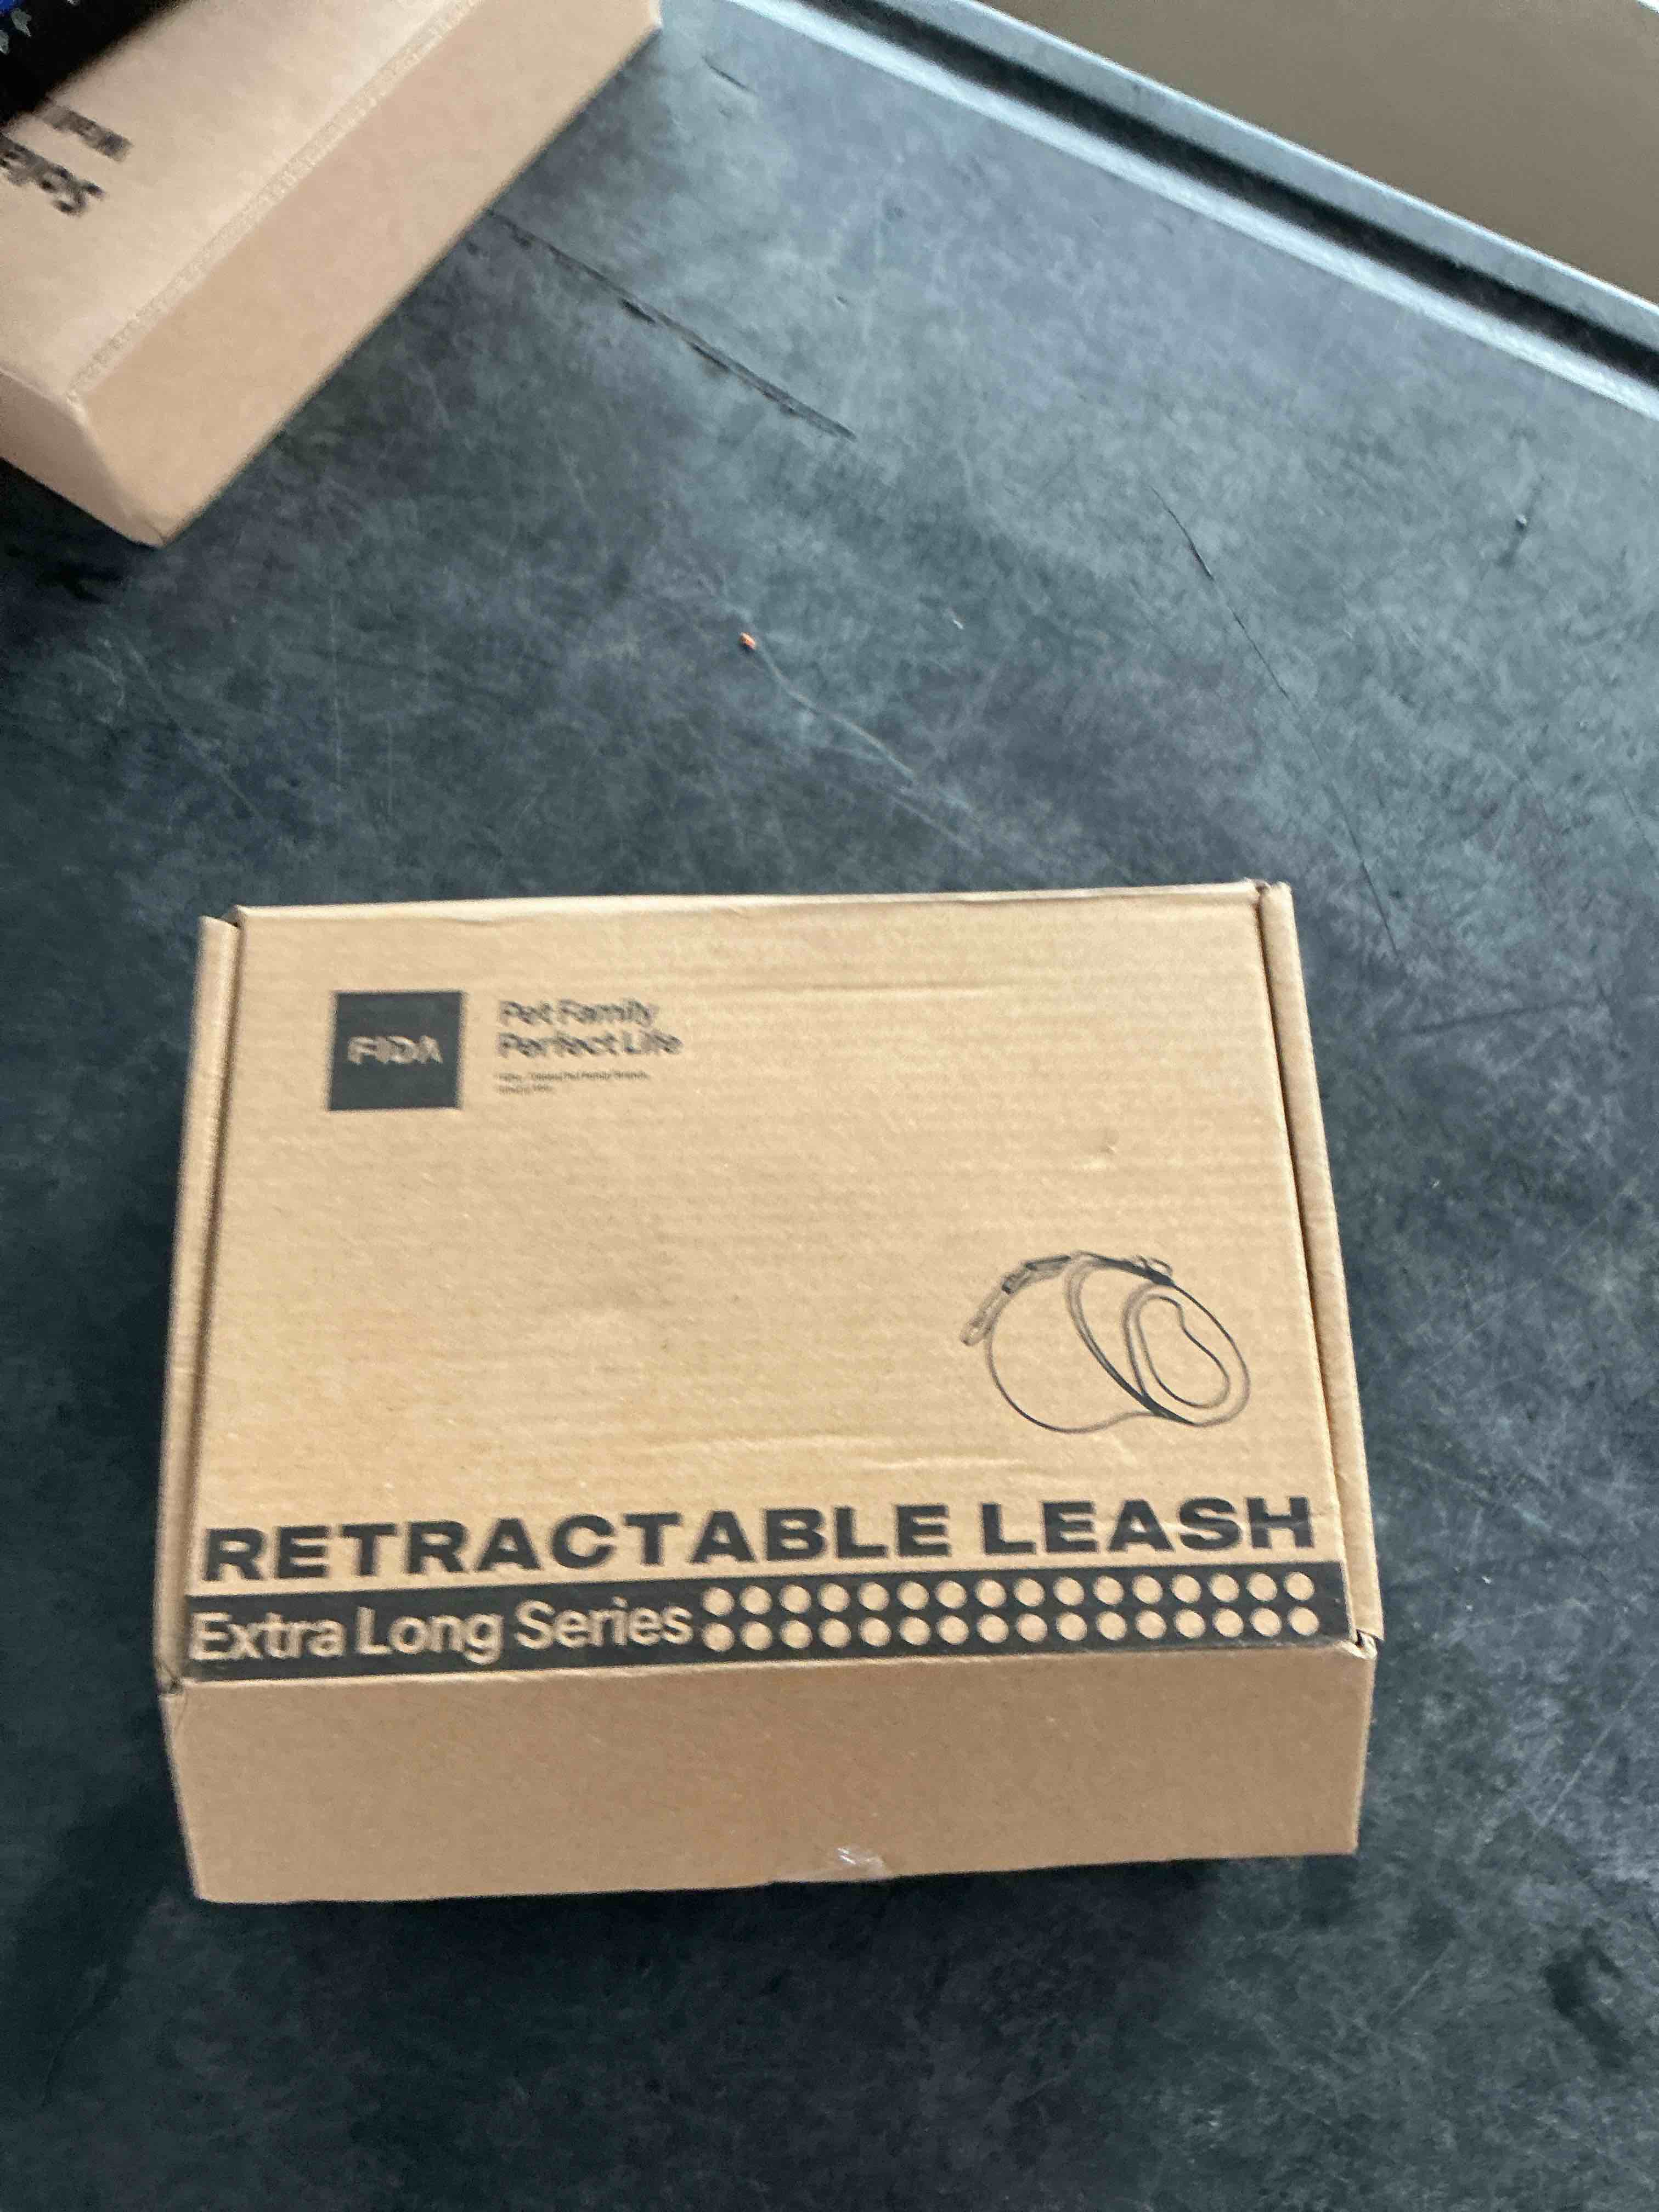 FIDA
Pet Family
Perfect Life
RETRACTABLE LEASH
Extra Long Series